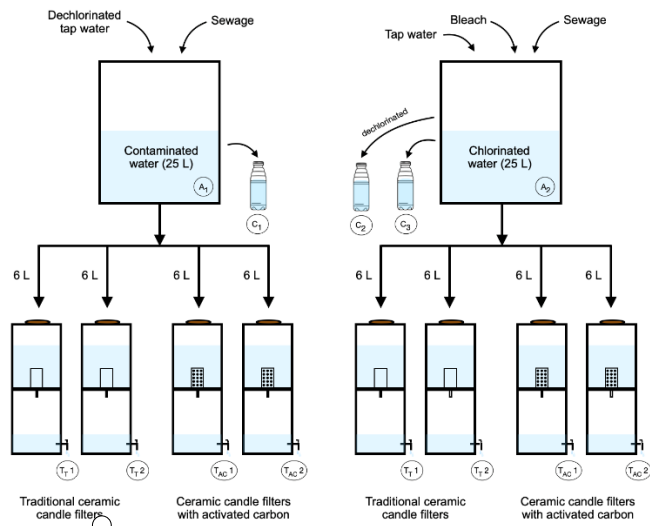 Dechlorinated
tap water
Sewage
Contaminated
water (25 L)
A1
C1
6 L
6 L
6 L
6 L
TT 1
TT 2
TAC 1
TAC 2
Traditional ceramic
candle filters
Ceramic candle filters
with activated carbon
Tap water
Bleach
Sewage
dechlorinated
Chlorinated
water (25 L)
A2
C2
C3
6 L
6 L
6 L
6 L
TT 1
TT 2
TAC 1
TAC 2
Traditional ceramic
candle filters
Ceramic candle filters
with activated carbon